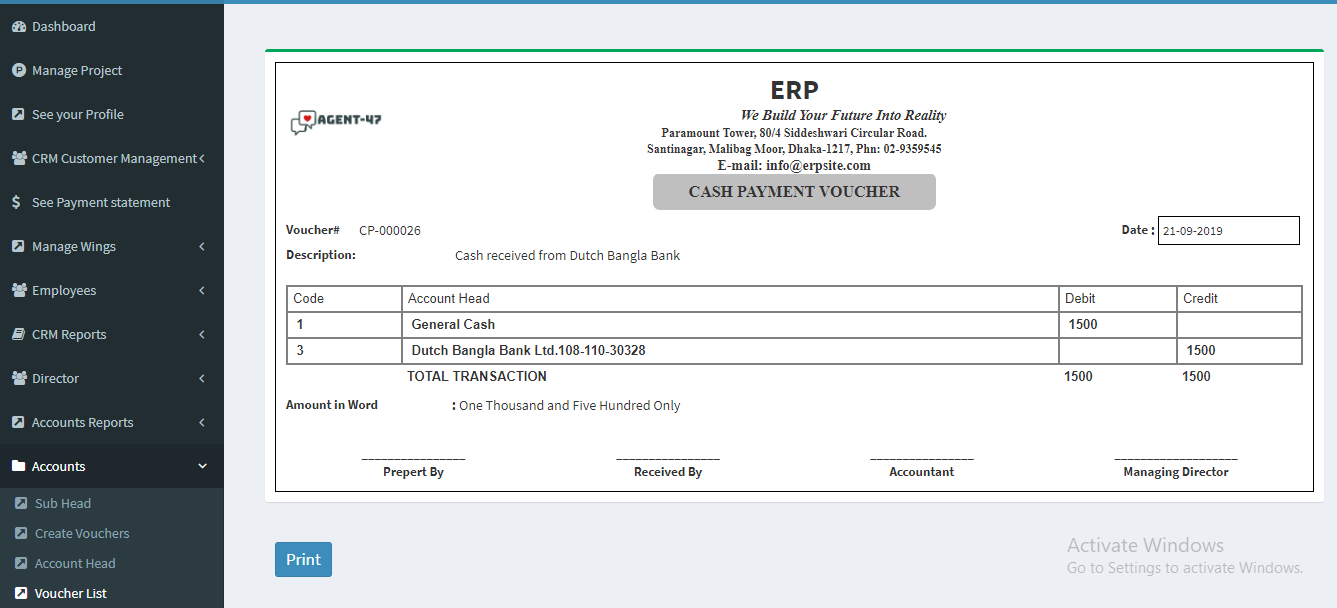 Dashboard
Manage Project
See your Profile
CRM Customer Management
See Payment statement
Manage Wings
Employees
CRM Reports
Director
Accounts Reports
Accounts
Sub Head
Create Vouchers
Account Head
Voucher List
AGENT-47
ERP
We Build Your Future Into Reality
Paramount Tower, 80/4 Siddeshwari Circular Road.
Santinagar, Malibag Moor, Dhaka-1217, Phn: 02-9359545
E-mail: info@erpsite.com
CASH PAYMENT VOUCHER
Voucher# CP-000026 Date : 21-09-2019
Description: Cash received from Dutch Bangla Bank
Code Account Head Debit Credit
1 General Cash 1500
3 Dutch Bangla Bank Ltd.108-110-30328 1500
TOTAL TRANSACTION 1500 1500
Amount in Word : One Thousand and Five Hundred Only
Prepert By Received By Accountant Managing Director
Print
Activate Windows
Go to Settings to activate Windows.